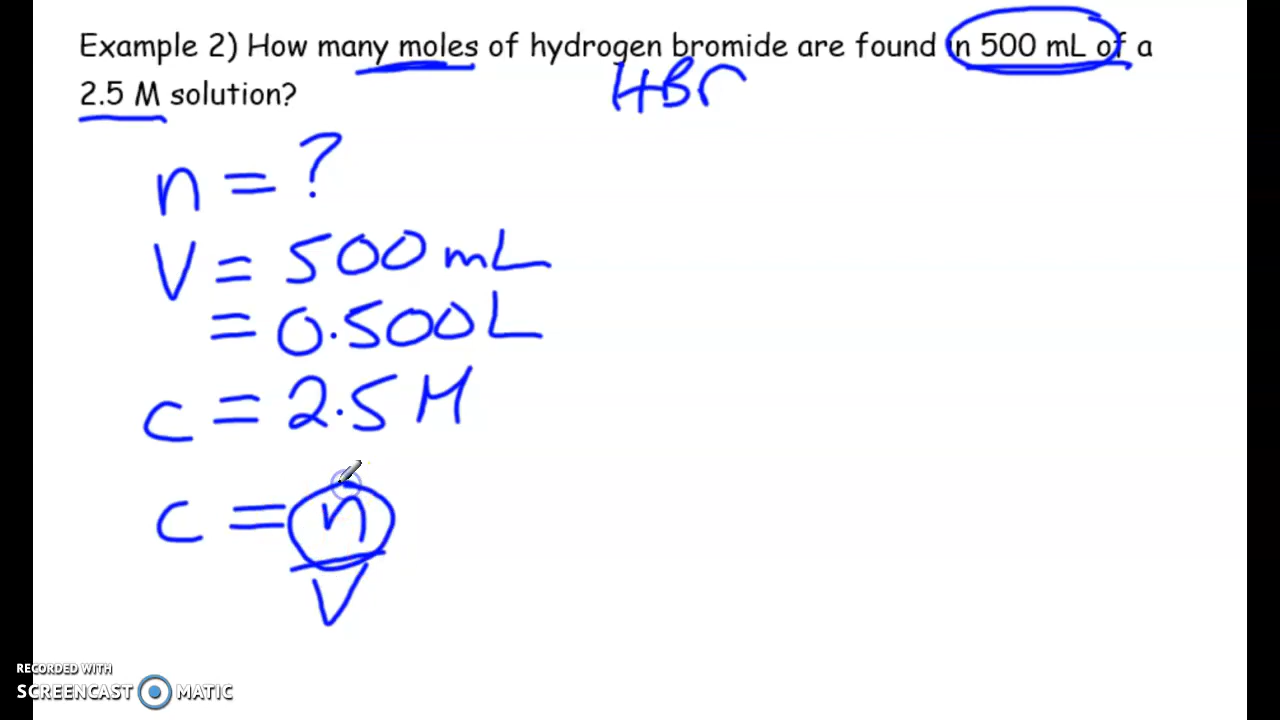 Example 2) How many moles of hydrogen bromide are found in 500 mL of a
2.5 M solution?
HBr
n = ?
V = 500 mL
= 0.500L
c = 2.5 M
c = n
V
RECORDED WITH
SCREENCAST MATIC